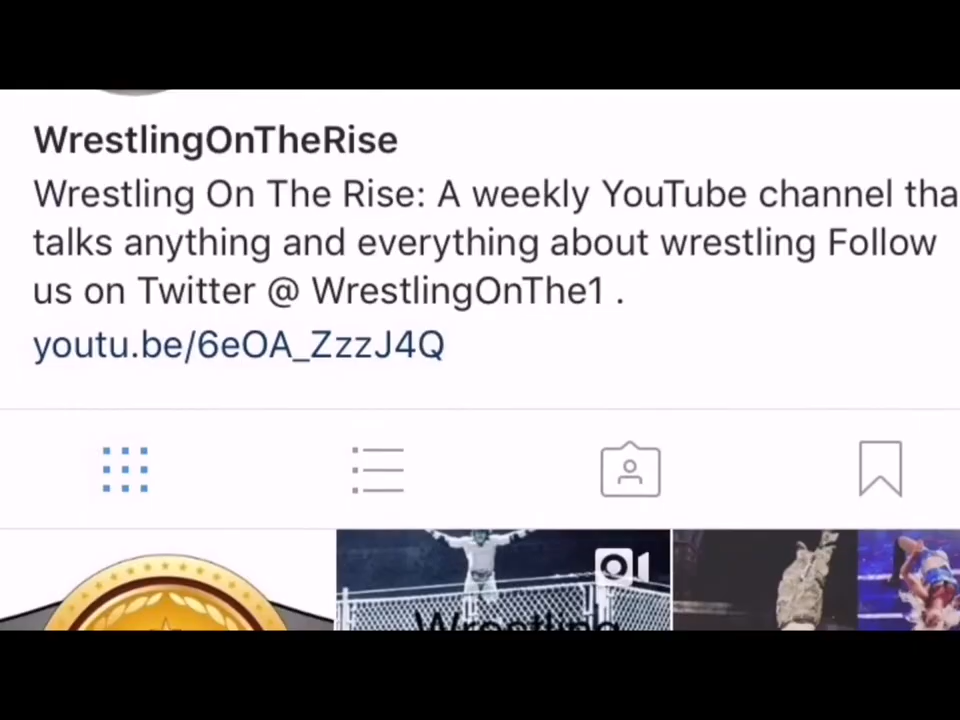 WrestlingOnTheRise
Wrestling On The Rise: A weekly YouTube channel tha
talks anything and everything about wrestling Follow
us on Twitter @ WrestlingOnThe1 .
youtu.be/6eOA_ZzzJ4Q
Wrestling